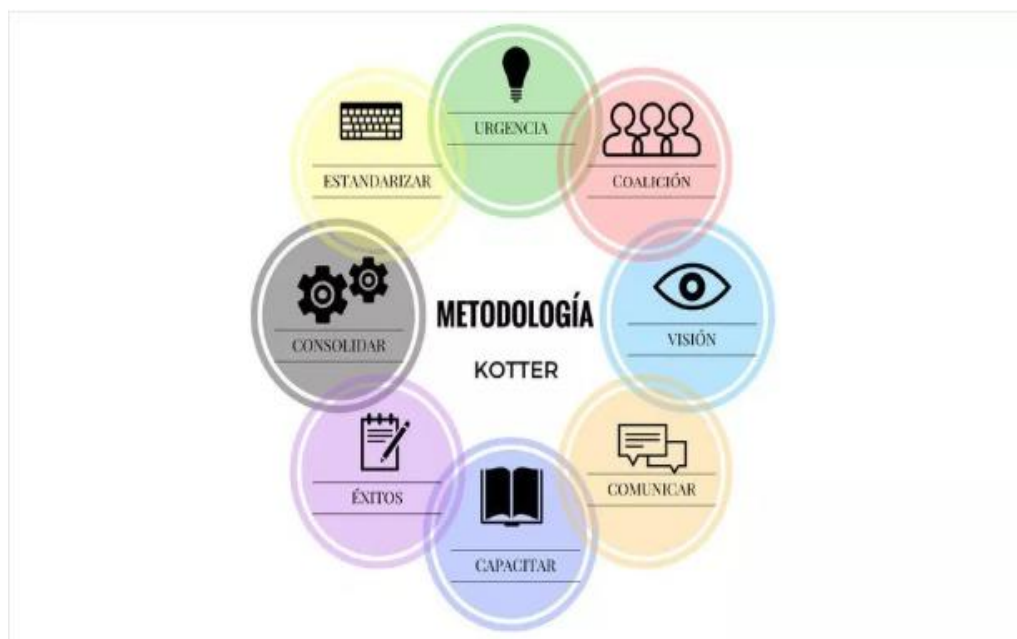 URGENCIA
COALICIÓN
VISIÓN
COMUNICAR
CAPACITAR
ÉXITOS
CONSOLIDAR
ESTANDARIZAR
METODOLOGÍA
KOTTER